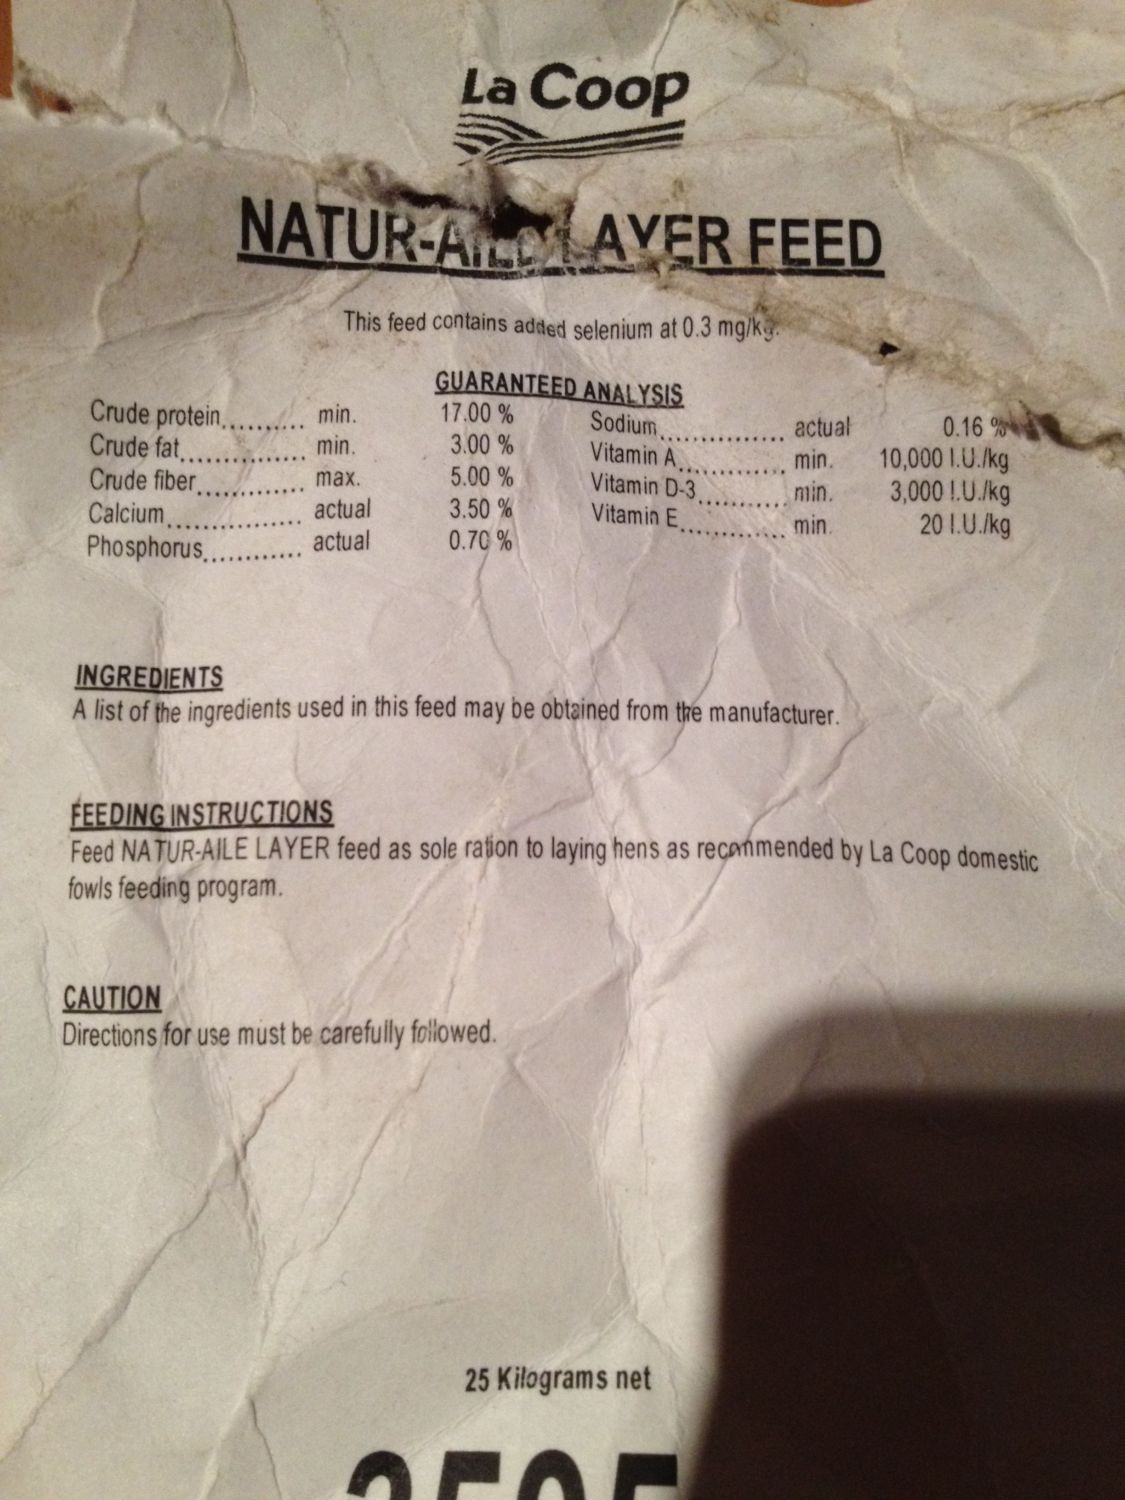 La Coop
NATUR-AILE LAYER FEED
This feed contains added selenium at 0.3 mg/kg.
GUARANTEED ANALYSIS
Crude protein.......... min. 17.00 %
Crude fat.............. min. 3.00 %
Crude fiber............ max. 5.00 %
Calcium............... actual 3.50 %
Phosphorus............ actual 0.70 %
Sodium............... actual 0.16 %
Vitamin A............. min. 10,000 I.U./kg
Vitamin D-3........... min. 3,000 I.U./kg
Vitamin E............. min. 20 I.U./kg
INGREDIENTS
A list of the ingredients used in this feed may be obtained from the manufacturer.
FEEDING INSTRUCTIONS
Feed NATUR-AILE LAYER feed as sole ration to laying hens as recommended by La Coop domestic
fowls feeding program.
CAUTION
Directions for use must be carefully followed.
25 Kilograms net